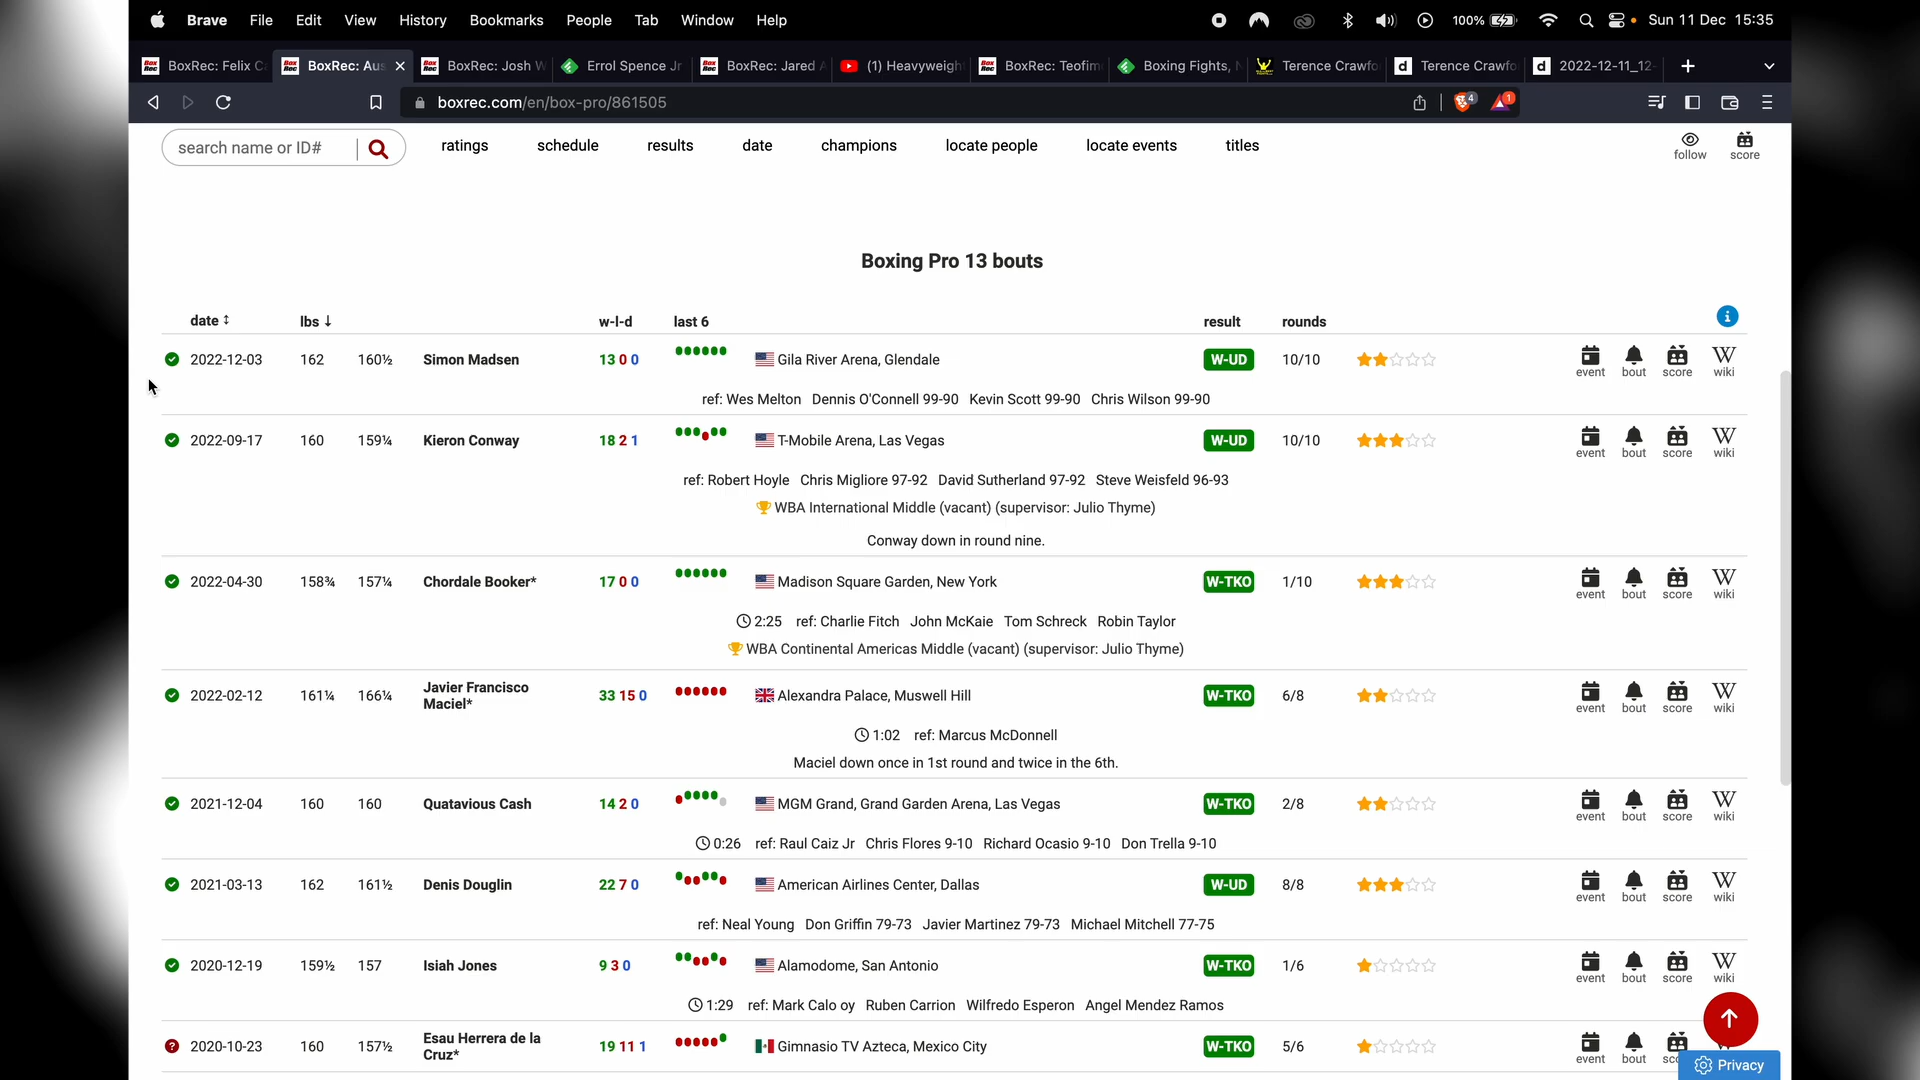 Brave File Edit View History Bookmarks People Tab Window Help 100% Sun 11 Dec 15:35
BoxRec: Felix C BoxRec: Aus BoxRec: Josh W Errol Spence Jr BoxRec: Jared A (1) Heavyweigh BoxRec: Teofim Boxing Fights, Terence Crawfo Terence Crawfo 2022-12-11_12-
boxrec.com/en/box-pro/861505 4 1
search name or ID# ratings schedule results date champions locate people locate events titles follow score
Boxing Pro 13 bouts
date lbs w-l-d last 6 result rounds
2022-12-03 162 160½ Simon Madsen 13 0 0 Gila River Arena, Glendale W-UD 10/10 event bout score wiki
ref: Wes Melton Dennis O'Connell 99-90 Kevin Scott 99-90 Chris Wilson 99-90
2022-09-17 160 159¼ Kieron Conway 18 2 1 T-Mobile Arena, Las Vegas W-UD 10/10 event bout score wiki
ref: Robert Hoyle Chris Migliore 97-92 David Sutherland 97-92 Steve Weisfeld 96-93
WBA International Middle (vacant) (supervisor: Julio Thyme)
Conway down in round nine.
2022-04-30 158¾ 157¼ Chordale Booker* 17 0 0 Madison Square Garden, New York W-TKO 1/10 event bout score wiki
2:25 ref: Charlie Fitch John McKaie Tom Schreck Robin Taylor
WBA Continental Americas Middle (vacant) (supervisor: Julio Thyme)
2022-02-12 161¼ 166¼ Javier Francisco Maciel* 33 15 0 Alexandra Palace, Muswell Hill W-TKO 6/8 event bout score wiki
1:02 ref: Marcus McDonnell
Maciel down once in 1st round and twice in the 6th.
2021-12-04 160 160 Quatavious Cash 14 2 0 MGM Grand, Grand Garden Arena, Las Vegas W-TKO 2/8 event bout score wiki
0:26 ref: Raul Caiz Jr Chris Flores 9-10 Richard Ocasio 9-10 Don Trella 9-10
2021-03-13 162 161½ Denis Douglin 22 7 0 American Airlines Center, Dallas W-UD 8/8 event bout score wiki
ref: Neal Young Don Griffin 79-73 Javier Martinez 79-73 Michael Mitchell 77-75
2020-12-19 159½ 157 Isiah Jones 9 3 0 Alamodome, San Antonio W-TKO 1/6 event bout score wiki
1:29 ref: Mark Calo oy Ruben Carrion Wilfredo Esperon Angel Mendez Ramos
2020-10-23 160 157½ Esau Herrera de la Cruz* 19 11 1 Gimnasio TV Azteca, Mexico City W-TKO 5/6 event bout
Privacy